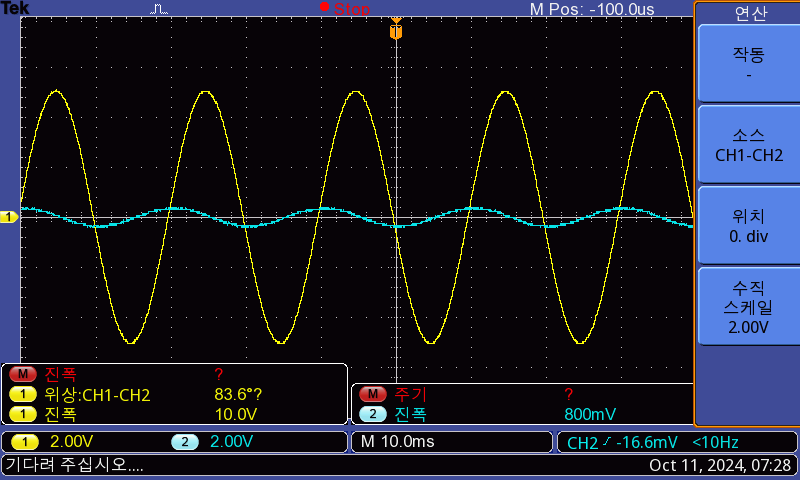 Tek Stop M Pos: -100.0us
T
연산
작동
-
소스
CH1-CH2
위치
0. div
수직
스케일
2.00V
1
M 진폭 ?
1 위상:CH1-CH2 83.6°?
1 진폭 10.0V
M 주기 ?
2 진폭 800mV
1 2.00V 2 2.00V M 10.0ms CH2 -16.6mV <10Hz
기다려 주십시오.... Oct 11, 2024, 07:28